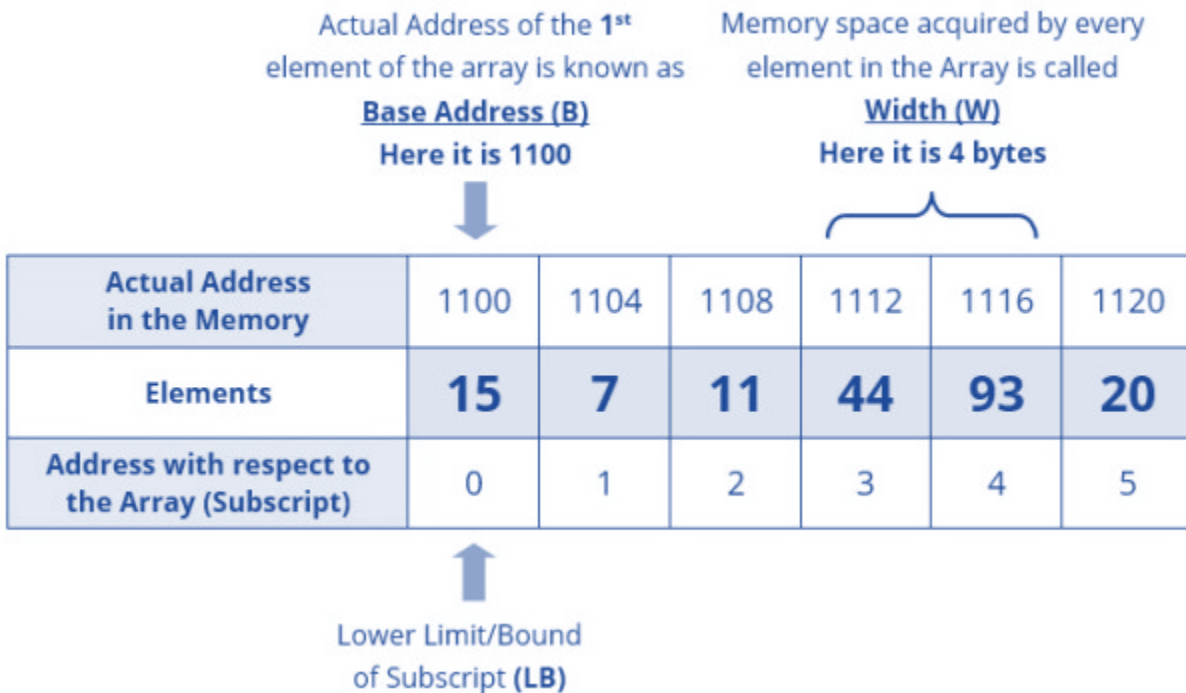 Actual Address of the 1st
element of the array is known as
Base Address (B)
Here it is 1100
Memory space acquired by every
element in the Array is called
Width (W)
Here it is 4 bytes
Actual Address
in the Memory
1100 1104 1108 1112 1116 1120
Elements 15 7 11 44 93 20
Address with respect to
the Array (Subscript)
0 1 2 3 4 5
Lower Limit/Bound
of Subscript (LB)